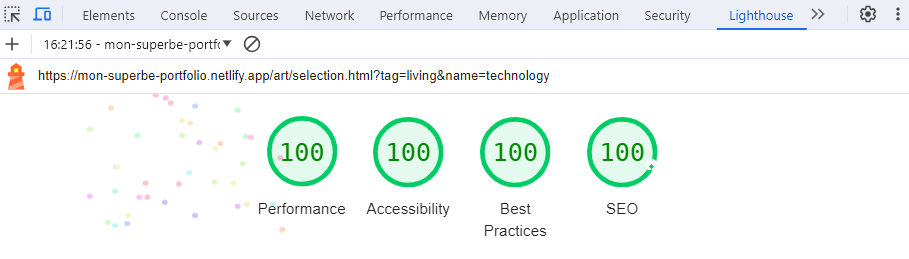 Elements Console Sources Network Performance Memory Application Security Lighthouse
16:21:56 - mon-superbe-portfo
https://mon-superbe-portfolio.netlify.app/art/selection.html?tag=living&name=technology
100 100 100 100
Performance Accessibility Best Practices SEO